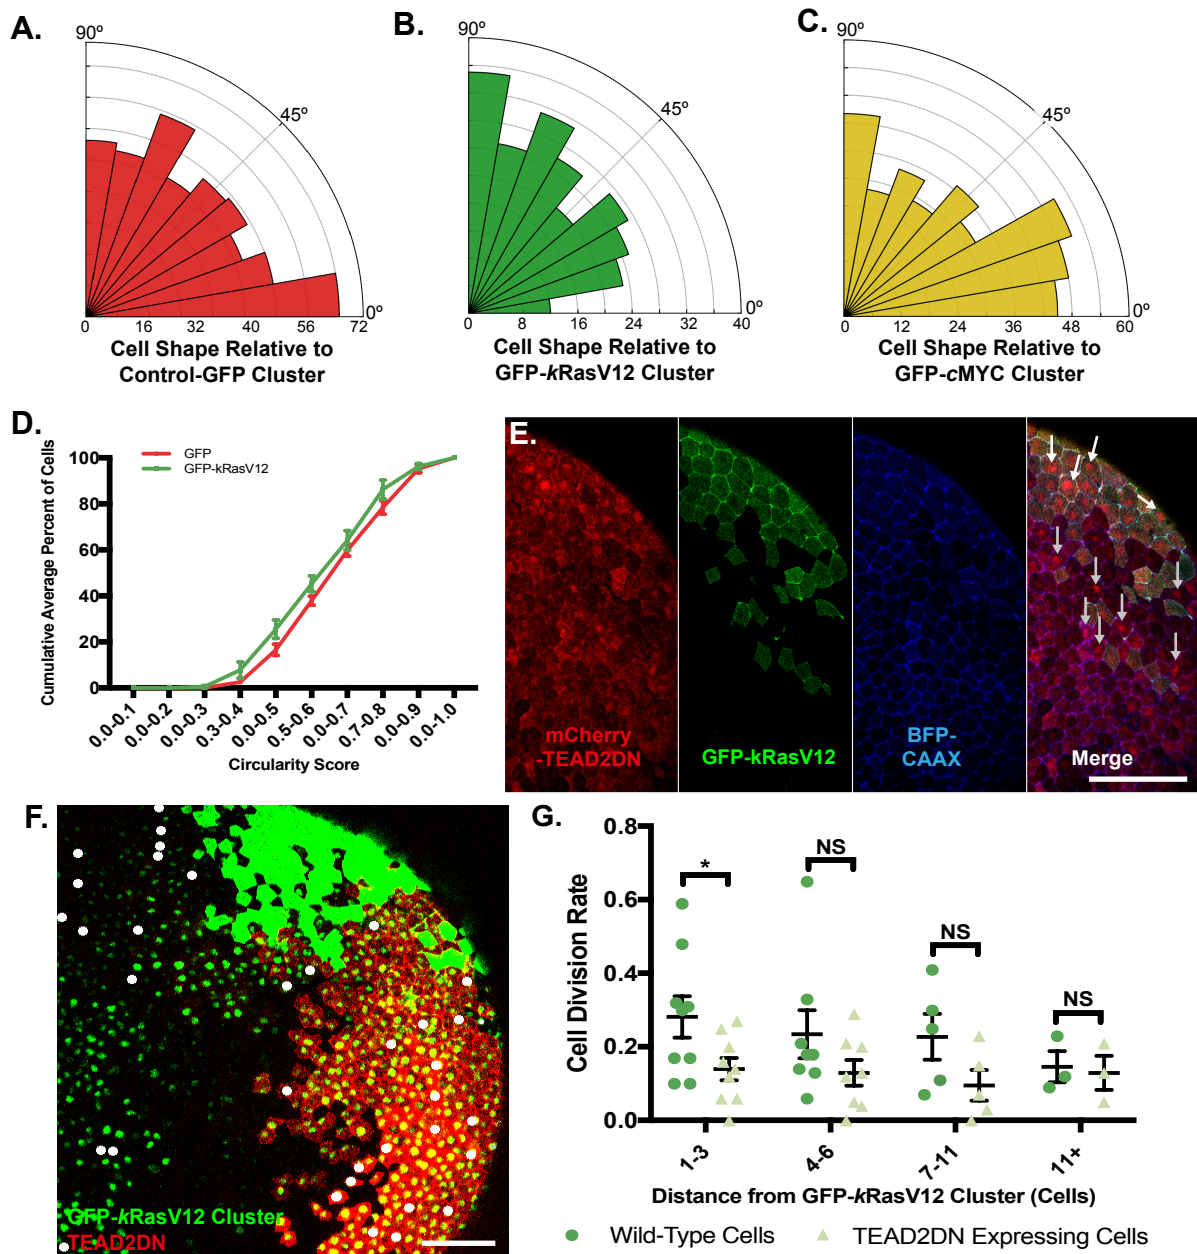 A.
90º
45º
0º
0 16 32 40 56 72
Cell Shape Relative to
Control-GFP Cluster
B.
90º
45º
0º
0 8 16 24 32 40
Cell Shape Relative to
GFP-kRasV12 Cluster
C.
90º
45º
0º
0 12 24 36 48 60
Cell Shape Relative to
GFP-cMYC Cluster
D.
GFP
GFP-kRasV12
Cumulative Average Percent of Cells
100
80
60
40
20
0
0.0-0.1 0.0-0.2 0.0-0.3 0.3-0.4 0.0-0.5 0.5-0.6 0.0-0.7 0.7-0.8 0.0-0.9 0.0-1.0
Circularity Score
E.
mCherry
-TEAD2DN
GFP-kRasV12
BFP-
CAAX
Merge
F.
GFP-kRasV12 Cluster
TEAD2DN
G.
Cell Division Rate
0.8
0.6
0.4
0.2
0.0
* NS NS NS
1-3 4-6 7-11 11+
Distance from GFP-kRasV12 Cluster (Cells)
Wild-Type Cells TEAD2DN Expressing Cells